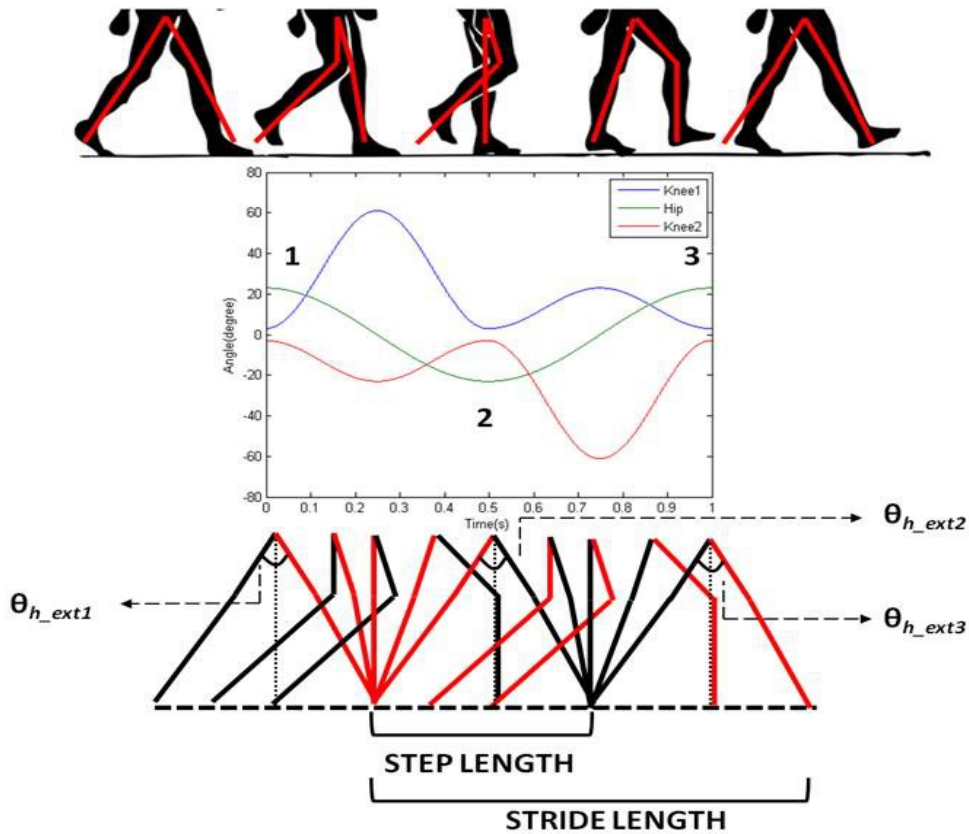 80
Knee1
Hip
Knee2
60
40
1
3
20
0
Angle(degree)
-20
2
-40
-60
-80
0 0.1 0.2 0.3 0.4 0.5 0.6 0.7 0.8 0.9 1
Time(s)
θh_ext2
θh_ext1
θh_ext3
STEP LENGTH
STRIDE LENGTH